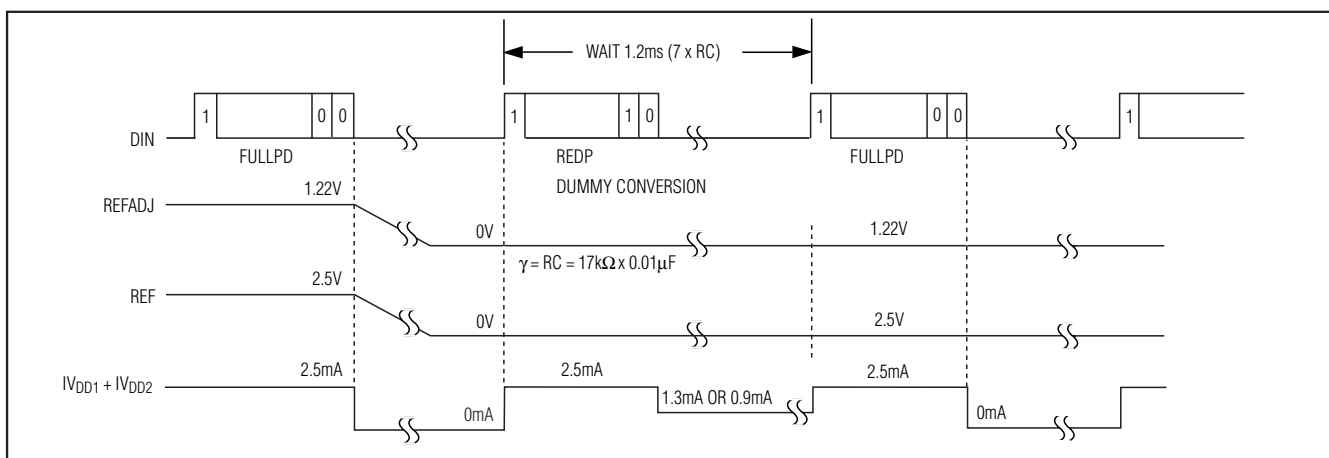 WAIT 1.2ms (7 x RC)
DIN 1 0 0 1 1 0 1 0 0 1
FULLPD REDP FULLPD
DUMMY CONVERSION
1.22V
REFADJ 0V 1.22V
γ = RC = 17kΩ x 0.01µF
2.5V
REF 0V 2.5V
2.5mA 2.5mA 2.5mA
IVDD1 + IVDD2 1.3mA OR 0.9mA
0mA 0mA